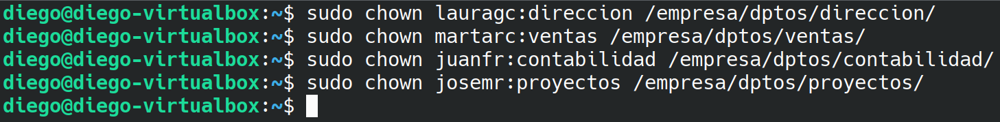 diego@diego-virtualbox:~$ sudo chown lauragc:direccion /empresa/dptos/direccion/
diego@diego-virtualbox:~$ sudo chown martarc:ventas /empresa/dptos/ventas/
diego@diego-virtualbox:~$ sudo chown juanfr:contabilidad /empresa/dptos/contabilidad/
diego@diego-virtualbox:~$ sudo chown josemr:proyectos /empresa/dptos/proyectos/
diego@diego-virtualbox:~$